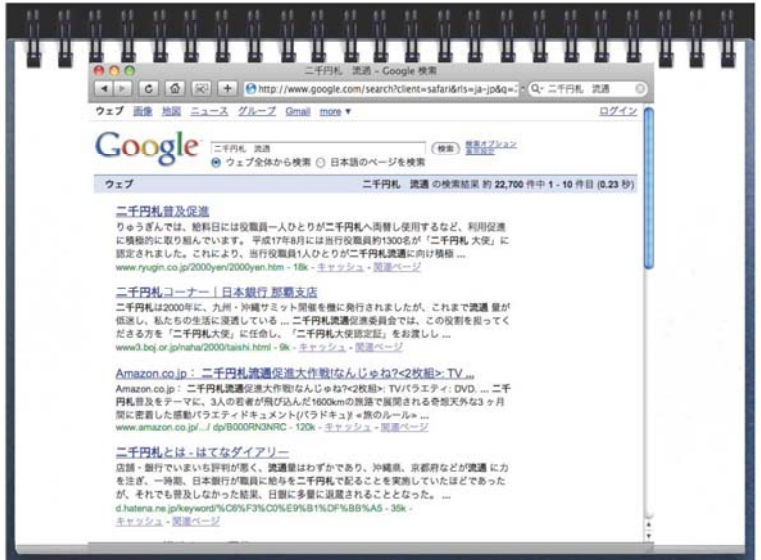 二千円札 流通 - Google 検索
http://www.google.com/search?client=safari&rls=ja-jp&q=
二千円札 流通
ウェブ 画像 地図 ニュース グループ Gmail more ▼ ログイン
Google
二千円札 流通
検索
検索オプション
表示設定
ウェブ全体から検索 日本語のページを検索
ウェブ 二千円札 流通 の検索結果 約 22,700 件中 1 - 10 件目 (0.23 秒)
二千円札普及促進
りゅうぎんでは、給料日には役職員一人ひとりが二千円札へ両替し使用するなど、利用促進
に積極的に取り組んでいます。 平成17年8月には当行役職員約1300名が「二千円札 大使」に
認定されました。これにより、当行役職員1人ひとりが二千円札流通に向け積極 ...
www.ryugin.co.jp/2000yen/2000yen.htm - 18k - キャッシュ - 関連ページ
二千円札コーナー | 日本銀行 那覇支店
二千円札は2000年に、九州・沖縄サミット開催を機に発行されましたが、これまで流通 量が
低迷し、私たちの生活に浸透している ... 二千円札流通促進委員会では、この役割を担ってく
ださる方を「二千円札大使」に任命し、「二千円札大使認定証」をお渡しし ...
www3.boj.or.jp/naha/2000/taishi.html - 9k - キャッシュ - 関連ページ
Amazon.co.jp： 二千円札流通促進大作戦!なんじゅね?<2枚組>: TV ...
Amazon.co.jp： 二千円札流通促進大作戦!なんじゅね?<2枚組>: TVバラエティ: DVD. ... 二千
円札普及をテーマに、3人の若者が飛び込んだ1600kmの旅路で展開される奇想天外な3ヶ月
間に密着した感動バラエティドキュメント(バラドキュ)! «旅のルール» ...
www.amazon.co.jp/.../ dp/B000RN3NRC - 120k - キャッシュ - 関連ページ
二千円札とは - はてなダイアリー
店舗・銀行でいまいち評判が悪く、流通量はわずかであり、沖縄県、京都府などが流通 に力
を注ぎ、一時期、日本銀行が職員に給与を二千円札で配ることを実施していたほどであった
が、それでも普及しなかった結果、日銀に多量に退蔵されることとなった。 ...
d.hatena.ne.jp/keyword/%C6%F3%C0%E9%B1%DF%BB%A5 - 35k -
キャッシュ - 関連ページ